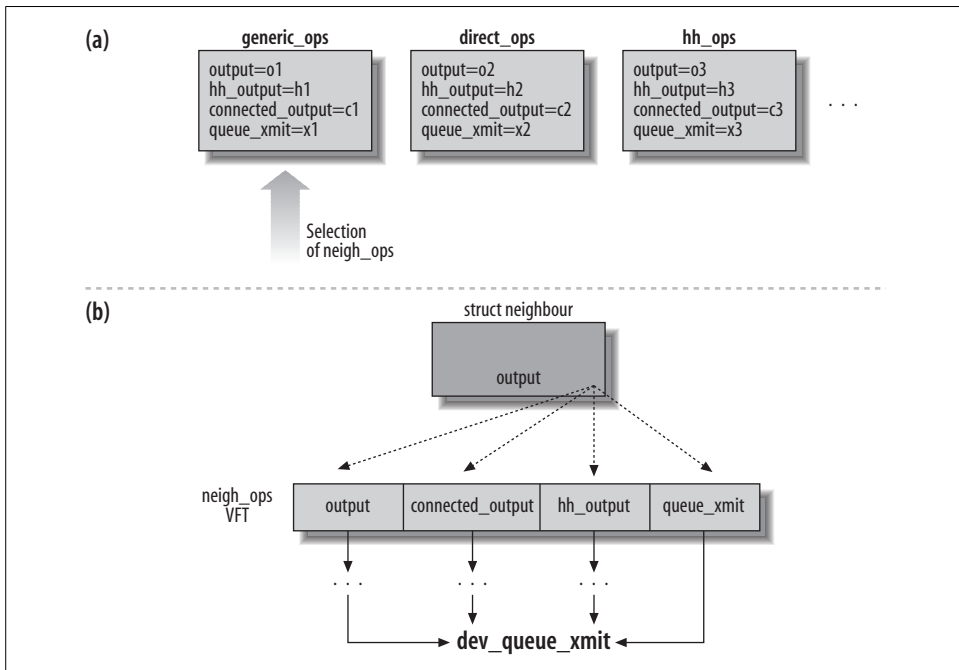 (a)
generic_ops
direct_ops
hh_ops
output=o1
hh_output=h1
connected_output=c1
queue_xmit=x1
output=o2
hh_output=h2
connected_output=c2
queue_xmit=x2
output=o3
hh_output=h3
connected_output=c3
queue_xmit=x3
. . .
Selection
of neigh_ops
(b)
struct neighbour
output
neigh_ops
VFT
output
connected_output
hh_output
queue_xmit
. . .
. . .
. . .
dev_queue_xmit